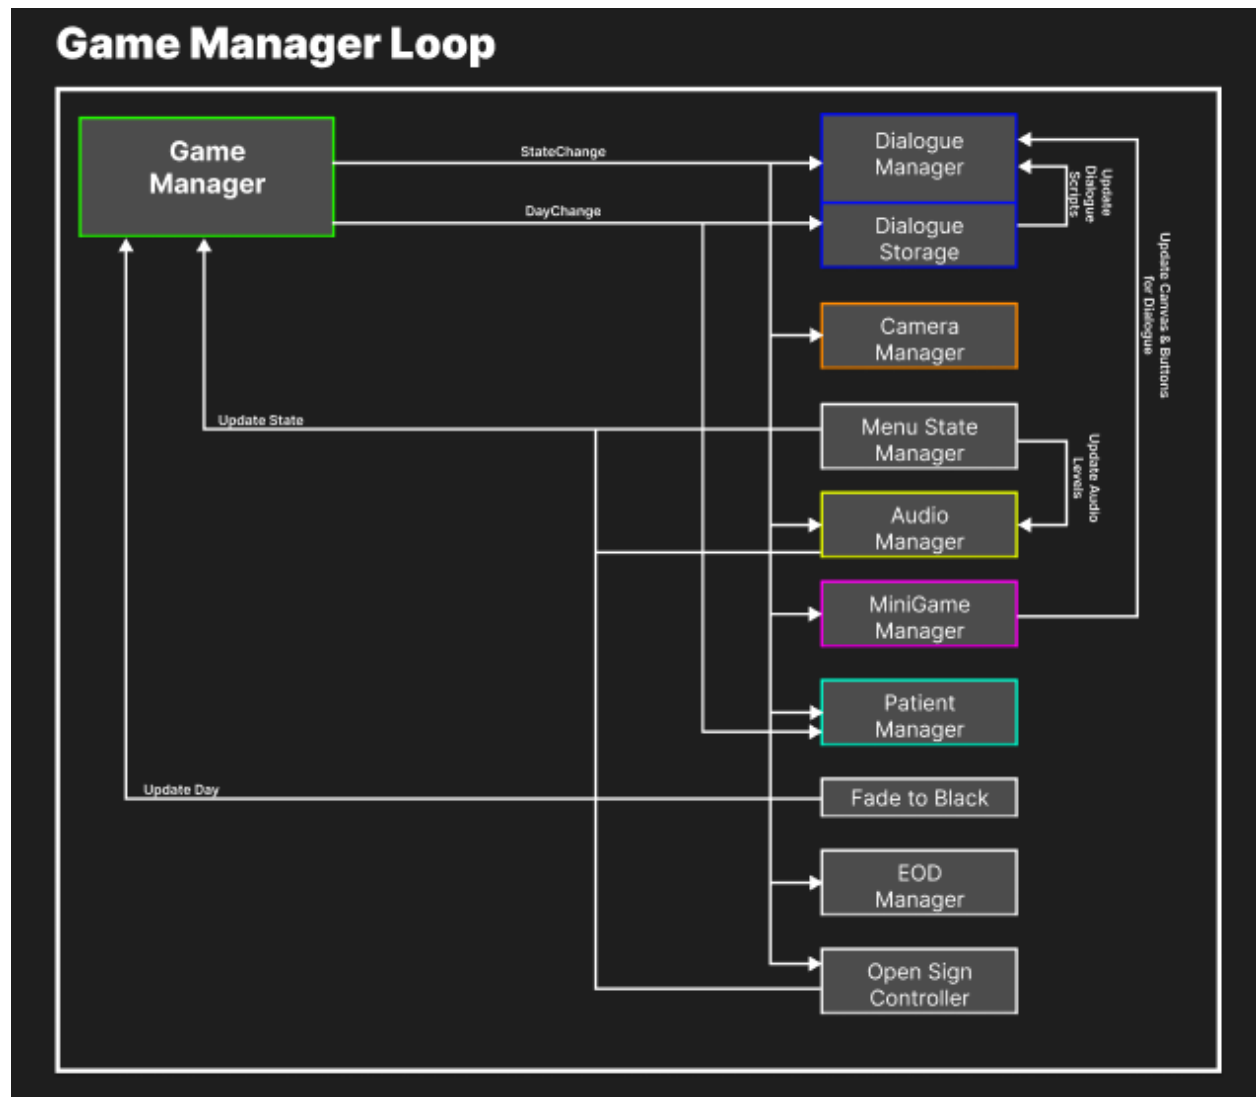 Game Manager Loop
Game
Manager
StateChange
DayChange
Dialogue
Manager
Dialogue
Storage
Update
Dialogue
Scripts
Update Canvas & Buttons
for Dialogue
Camera
Manager
Update State
Menu State
Manager
Update Audio
Levels
Audio
Manager
MiniGame
Manager
Patient
Manager
Update Day
Fade to Black
EOD
Manager
Open Sign
Controller